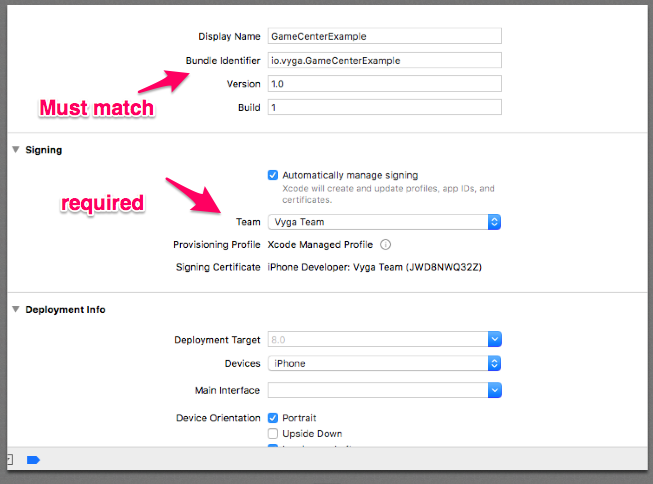 Display Name GameCenterExample
Bundle Identifier io.vyga.GameCenterExample
Version 1.0
Must match
Build 1
Signing
Automatically manage signing
Xcode will create and update profiles, app IDs, and
certificates.
required
Team Vyga Team
Provisioning Profile Xcode Managed Profile
Signing Certificate iPhone Developer: Vyga Team (JWD8NWQ32Z)
Deployment Info
Deployment Target 8.0
Devices iPhone
Main Interface
Device Orientation Portrait
Upside Down